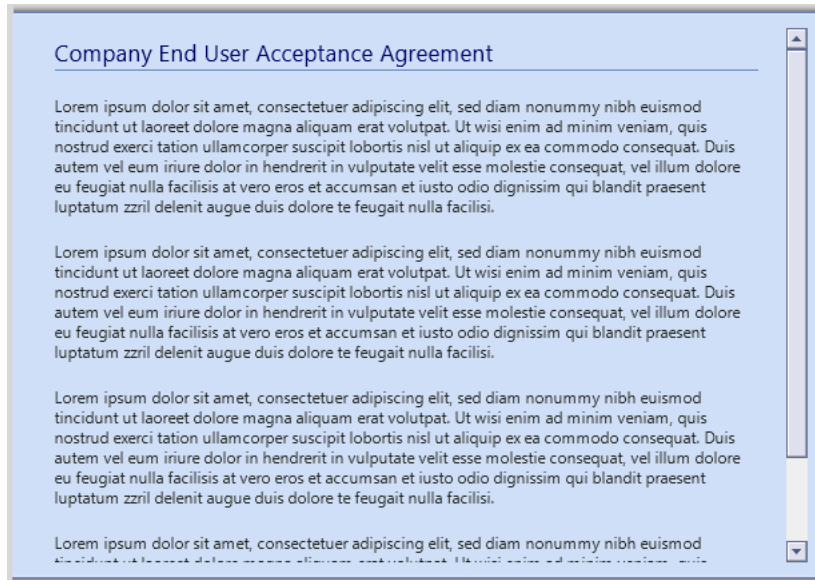 Company End User Acceptance Agreement
Lorem ipsum dolor sit amet, consectetuer adipiscing elit, sed diam nonummy nibh euismod
tincidunt ut laoreet dolore magna aliquam erat volutpat. Ut wisi enim ad minim veniam, quis
nostrud exerci tation ullamcorper suscipit lobortis nisl ut aliquip ex ea commodo consequat. Duis
autem vel eum iriure dolor in hendrerit in vulputate velit esse molestie consequat, vel illum dolore
eu feugiat nulla facilisis at vero eros et accumsan et iusto odio dignissim qui blandit praesent
luptatum zzril delenit augue duis dolore te feugait nulla facilisi.
Lorem ipsum dolor sit amet, consectetuer adipiscing elit, sed diam nonummy nibh euismod
tincidunt ut laoreet dolore magna aliquam erat volutpat. Ut wisi enim ad minim veniam, quis
nostrud exerci tation ullamcorper suscipit lobortis nisl ut aliquip ex ea commodo consequat. Duis
autem vel eum iriure dolor in hendrerit in vulputate velit esse molestie consequat, vel illum dolore
eu feugiat nulla facilisis at vero eros et accumsan et iusto odio dignissim qui blandit praesent
luptatum zzril delenit augue duis dolore te feugait nulla facilisi.
Lorem ipsum dolor sit amet, consectetuer adipiscing elit, sed diam nonummy nibh euismod
tincidunt ut laoreet dolore magna aliquam erat volutpat. Ut wisi enim ad minim veniam, quis
nostrud exerci tation ullamcorper suscipit lobortis nisl ut aliquip ex ea commodo consequat. Duis
autem vel eum iriure dolor in hendrerit in vulputate velit esse molestie consequat, vel illum dolore
eu feugiat nulla facilisis at vero eros et accumsan et iusto odio dignissim qui blandit praesent
luptatum zzril delenit augue duis dolore te feugait nulla facilisi.
Lorem ipsum dolor sit amet, consectetuer adipiscing elit, sed diam nonummy nibh euismod